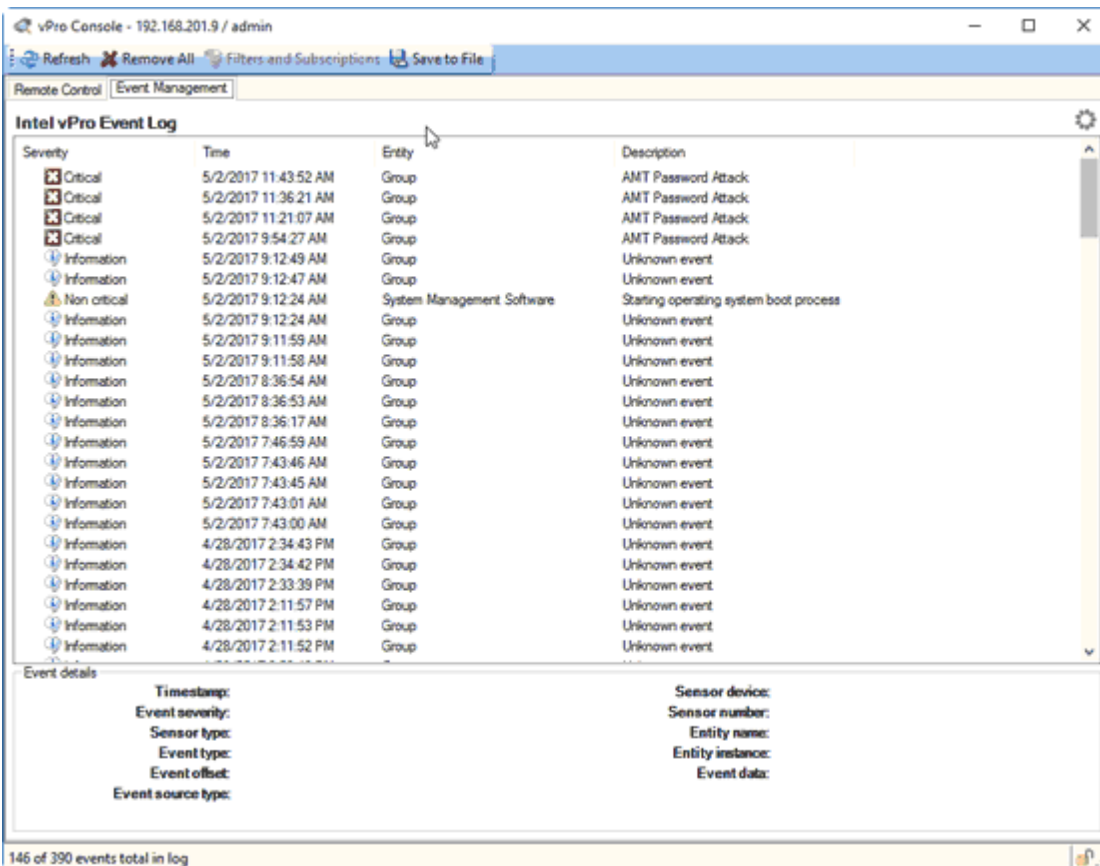 vPro Console - 192.168.201.9 / admin
Refresh Remove All Filters and Subscriptions Save to File
Remote Control Event Management
Intel vPro Event Log
Severity Time Entity Description
Critical 5/2/2017 11:43:52 AM Group AMT Password Attack
Critical 5/2/2017 11:36:21 AM Group AMT Password Attack
Critical 5/2/2017 11:21:07 AM Group AMT Password Attack
Critical 5/2/2017 9:54:27 AM Group AMT Password Attack
Information 5/2/2017 9:12:49 AM Group Unknown event
Information 5/2/2017 9:12:47 AM Group Unknown event
Non critical 5/2/2017 9:12:24 AM System Management Software Starting operating system boot process
Information 5/2/2017 9:12:24 AM Group Unknown event
Information 5/2/2017 9:11:59 AM Group Unknown event
Information 5/2/2017 9:11:58 AM Group Unknown event
Information 5/2/2017 8:36:54 AM Group Unknown event
Information 5/2/2017 8:36:53 AM Group Unknown event
Information 5/2/2017 8:36:17 AM Group Unknown event
Information 5/2/2017 7:46:59 AM Group Unknown event
Information 5/2/2017 7:43:46 AM Group Unknown event
Information 5/2/2017 7:43:45 AM Group Unknown event
Information 5/2/2017 7:43:01 AM Group Unknown event
Information 5/2/2017 7:43:00 AM Group Unknown event
Information 4/28/2017 2:34:43 PM Group Unknown event
Information 4/28/2017 2:34:42 PM Group Unknown event
Information 4/28/2017 2:33:39 PM Group Unknown event
Information 4/28/2017 2:11:57 PM Group Unknown event
Information 4/28/2017 2:11:53 PM Group Unknown event
Information 4/28/2017 2:11:52 PM Group Unknown event
Event details
Timestamp: Sensor device:
Event severity: Sensor number:
Sensor type: Entity name:
Event type: Entity instance:
Event offset: Event data:
Event source type:
146 of 390 events total in log